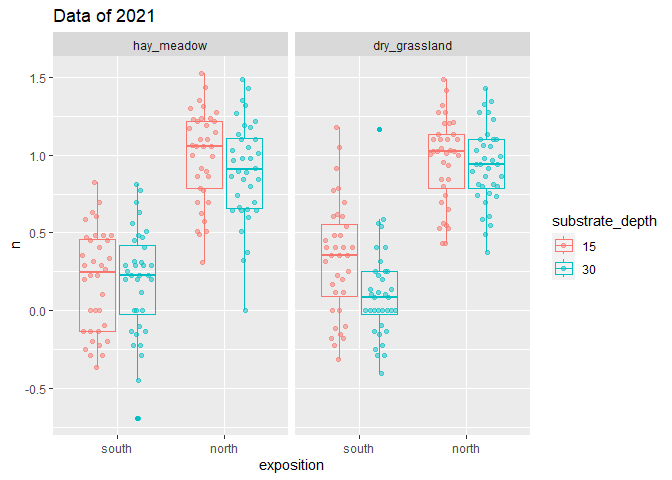 Data of 2021
hay_meadow
dry_grassland
1.5
1.0
0.5
0.0
-0.5
n
south
north
south
north
exposition
substrate_depth
15
30